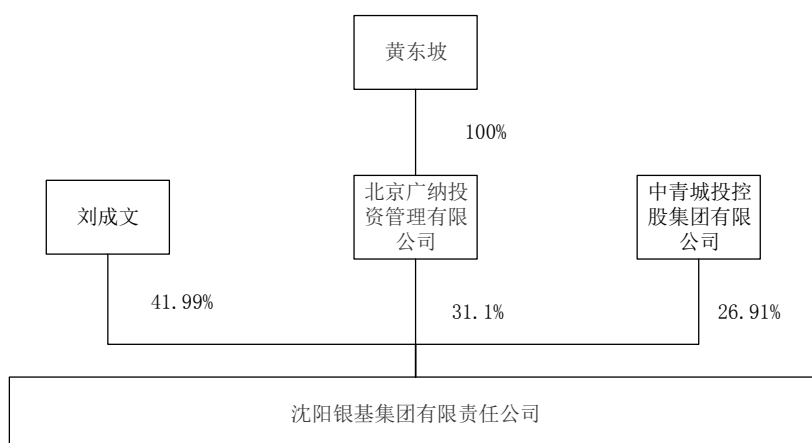 黄东坡
100%
刘成文
北京广纳投
资管理有限
公司
中青城投控
股集团有限
公司
41.99%
31.1%
26.91%
沈阳银基集团有限责任公司